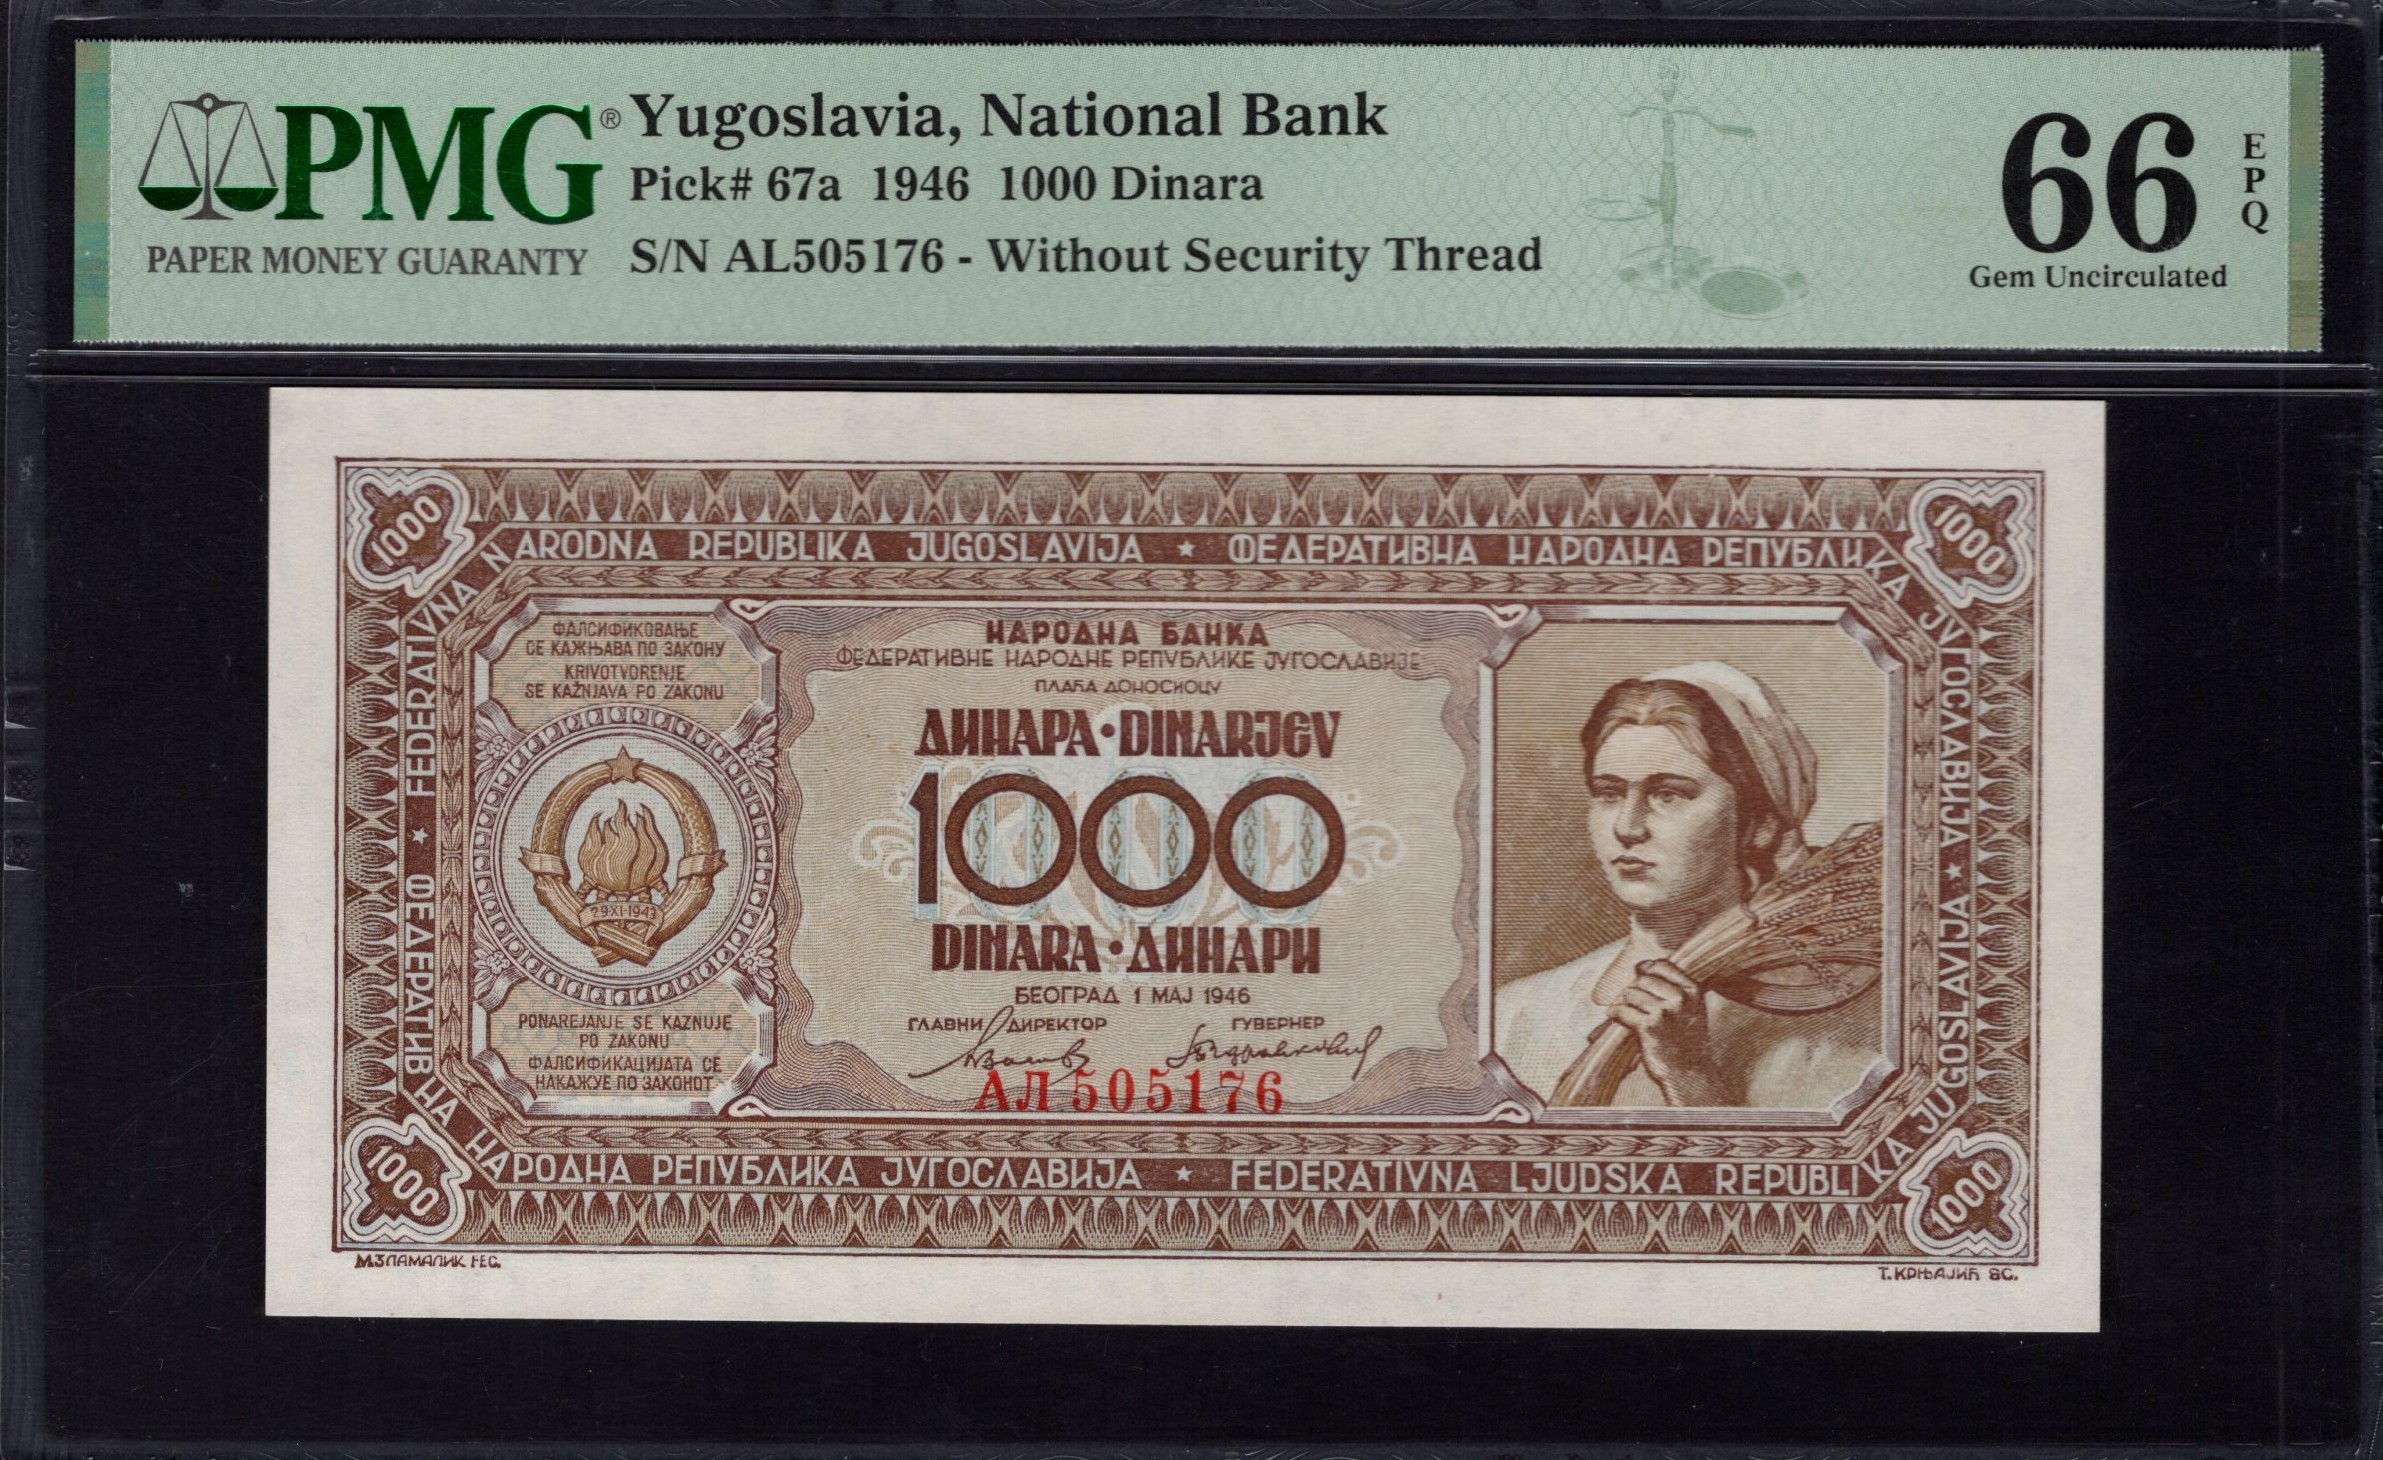 PMG®
PAPER MONEY GUARANTY
Yugoslavia, National Bank
Pick# 67a 1946 1000 Dinara
S/N AL505176 - Without Security Thread
66 EPQ
Gem Uncirculated
1000
1000
FEDERATIVNA NARODNA REPUBLIKA JUGOSLAVIJA ★ ФЕДЕРАТИВНА НАРОДНА РЕПУБЛИКА ЈУГОСЛАВИЈА ★
ФАЛСИФИКОВАЊЕ
СЕ КАЖЊАВА ПО ЗАКОНУ
KRIVOTVORENJE
SE KAŽNJAVA PO ZAKONU
29·XI·1943
PONAREJANJE SE KAZNUJE
PO ZAKONU
ФАЛСИФИКАЦИЈАТА СЕ
НАКАЖУЕ ПО ЗАКОНОТ
НАРОДНА БАНКА
ФЕДЕРАТИВНЕ НАРОДНЕ РЕПУБЛИКЕ ЈУГОСЛАВИЈЕ
ПЛАЋА ДОНОСИОЦУ
ДИНАРА·DINARJEV
1000
DINARA·ДИНАРИ
БЕОГРАД 1 МАЈ 1946
ГЛАВНИ ДИРЕКТОР
ГУВЕРНЕР
АЛ 505176
★ ФЕДЕРАТИВНА НАРОДНА РЕПУБЛИКА ЈУГОСЛАВИЈА ★ FEDERATIVNA LJUDSKA REPUBLIKA JUGOSLAVIJA
1000
1000
М.ЗЛАМАЛИК FEC.
Т. КРЊАЈИЋ SC.